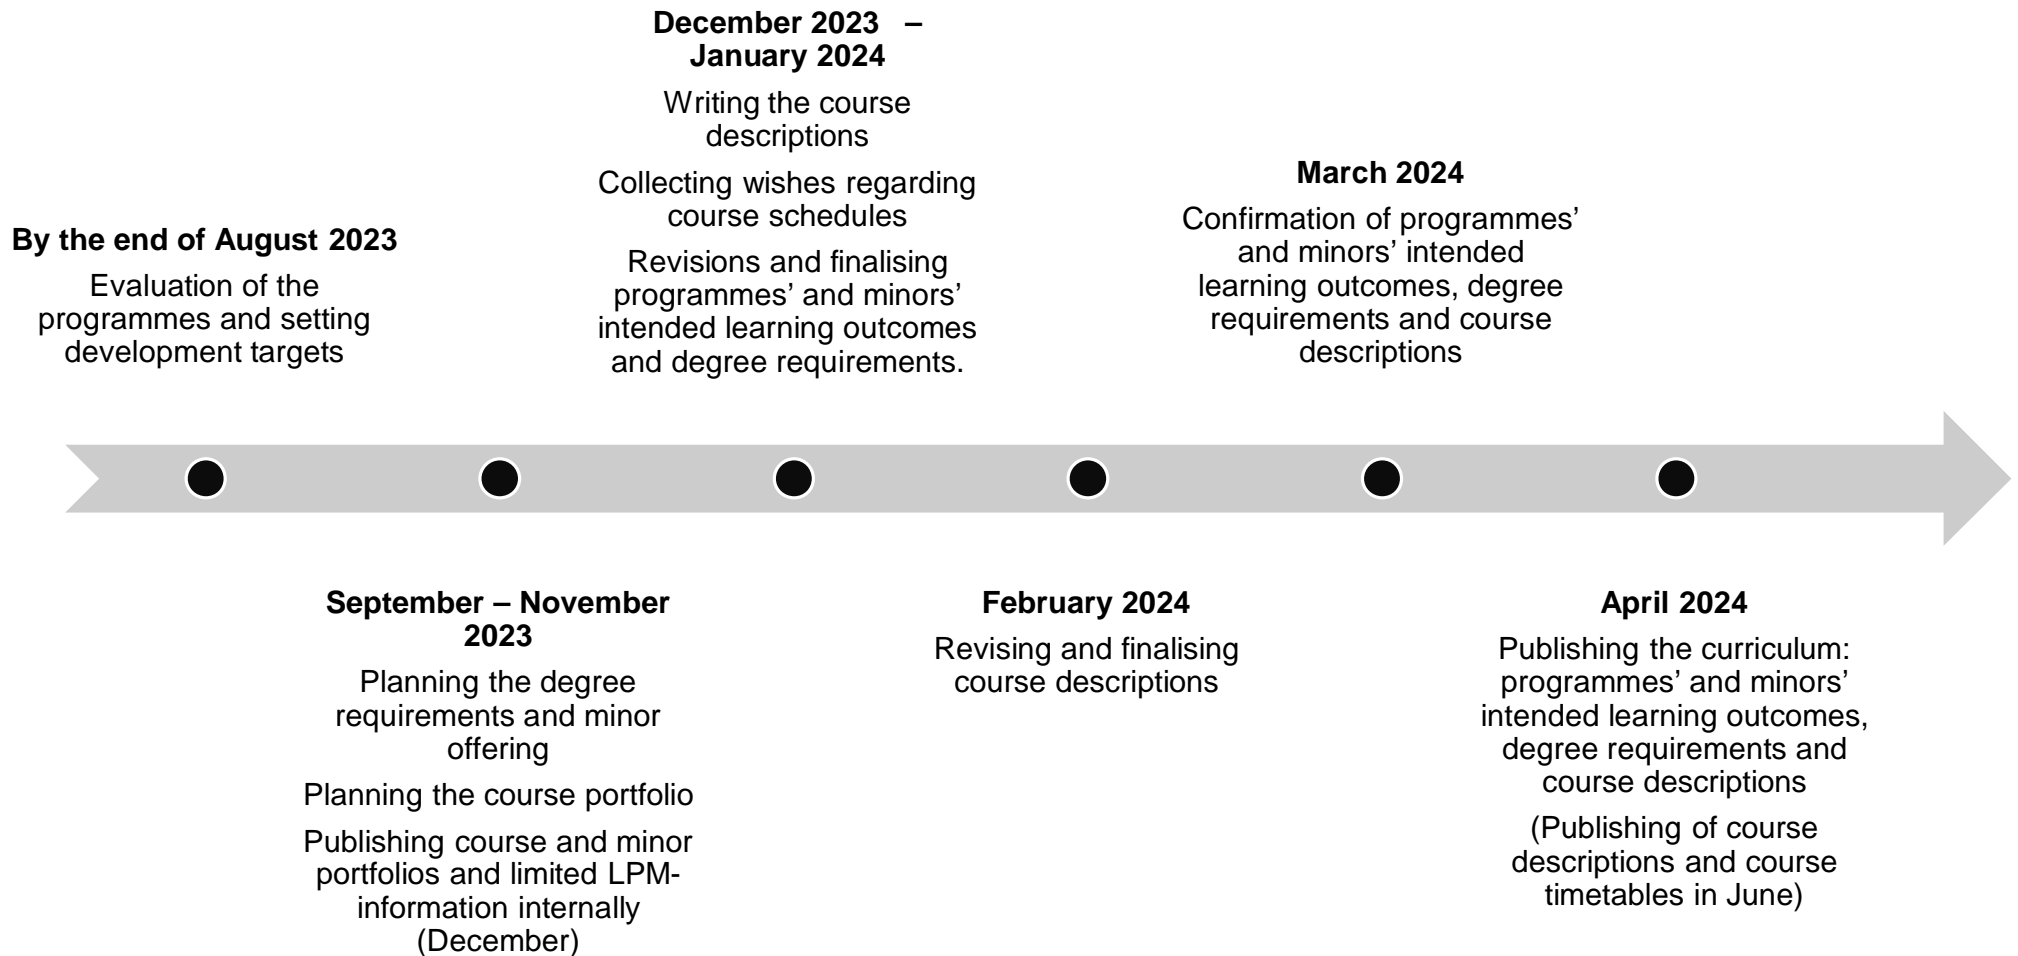 By the end of August 2023
Evaluation of the
programmes and setting
development targets
September – November
2023
Planning the degree
requirements and minor
offering
Planning the course portfolio
Publishing course and minor
portfolios and limited LPM-
information internally
(December)
December 2023 –
January 2024
Writing the course
descriptions
Collecting wishes regarding
course schedules
Revisions and finalising
programmes’ and minors’
intended learning outcomes
and degree requirements.
February 2024
Revising and finalising
course descriptions
March 2024
Confirmation of programmes’
and minors’ intended
learning outcomes, degree
requirements and course
descriptions
April 2024
Publishing the curriculum:
programmes’ and minors’
intended learning outcomes,
degree requirements and
course descriptions
(Publishing of course
descriptions and course
timetables in June)